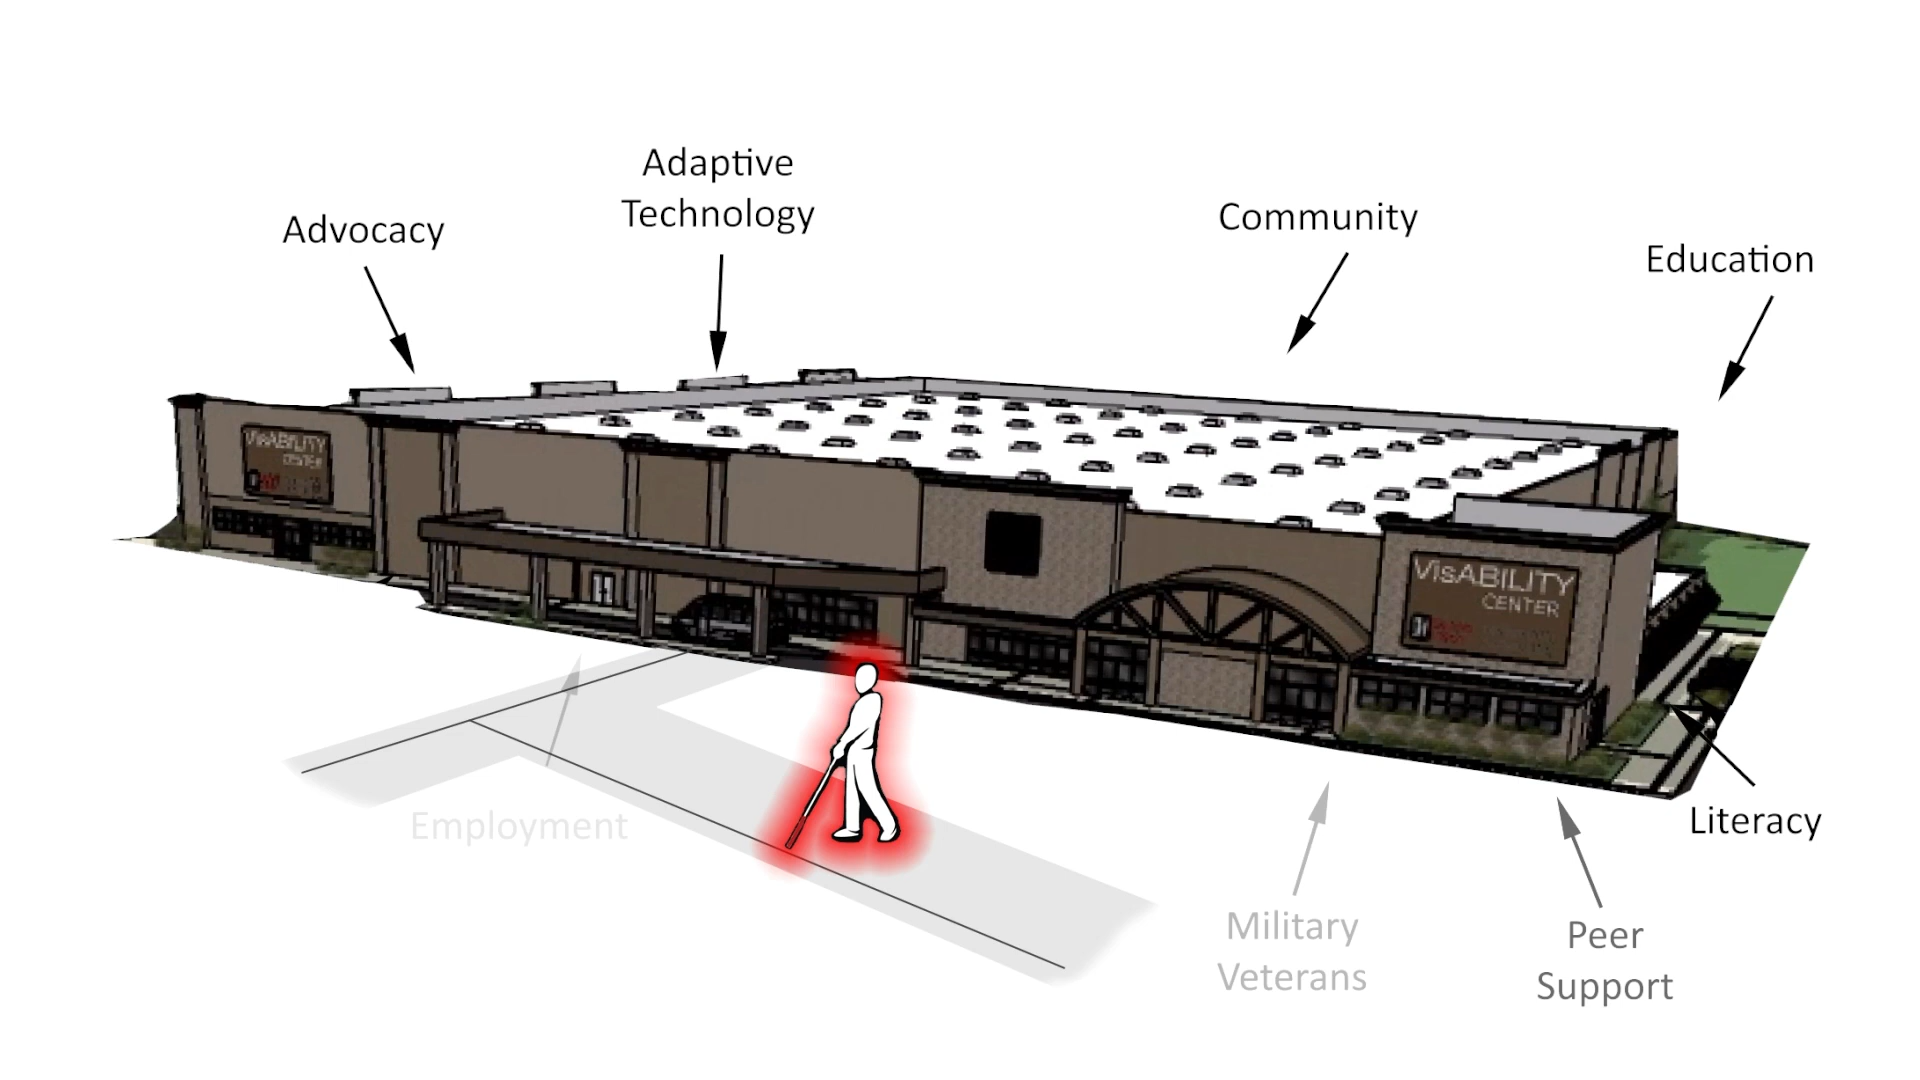 Adaptive
Technology
Advocacy
Community
Education
VisABILITY
CENTER
VisABILITY
CENTER
Employment
Literacy
Military
Veterans
Peer
Support